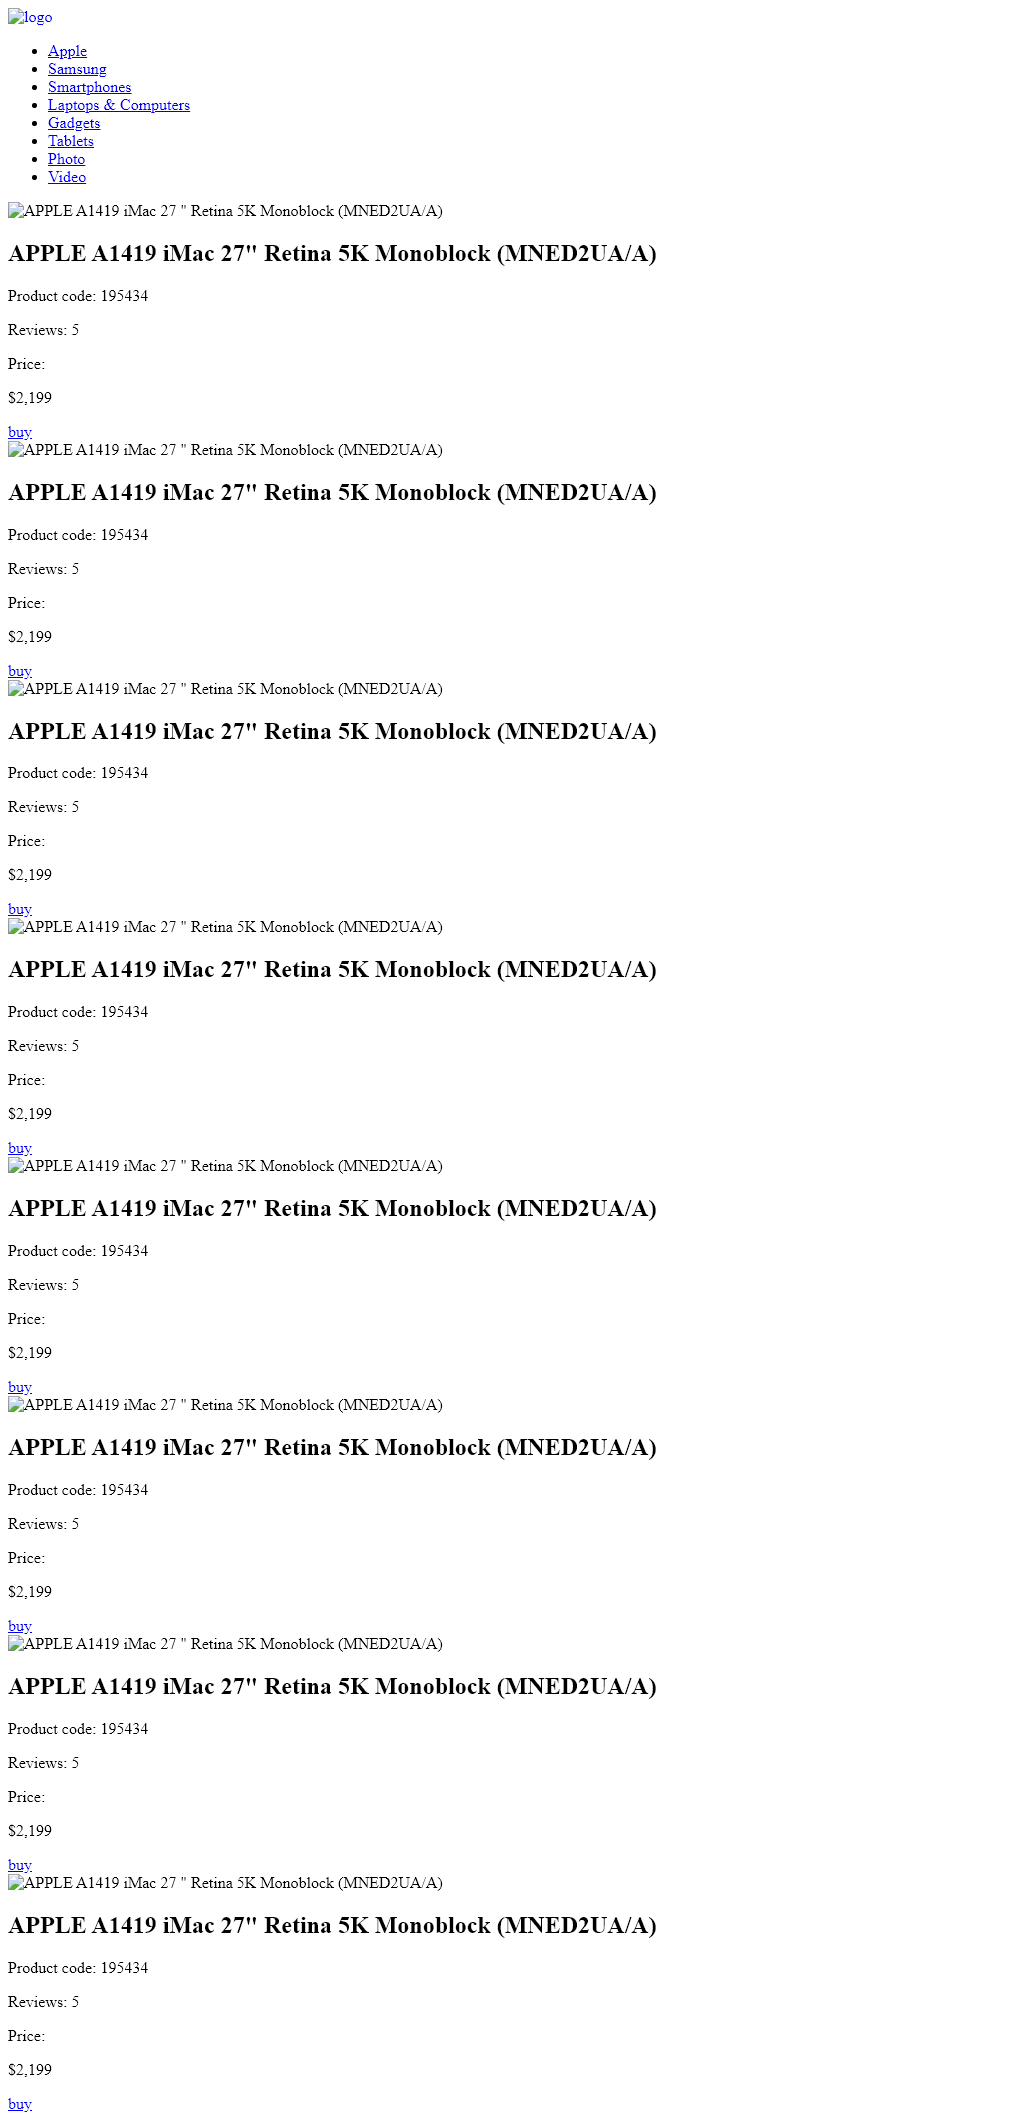 logo
Apple
Samsung
Smartphones
Laptops & Computers
Gadgets
Tablets
Photo
Video
APPLE A1419 iMac 27 " Retina 5K Monoblock (MNED2UA/A)
APPLE A1419 iMac 27" Retina 5K Monoblock (MNED2UA/A)
Product code: 195434
Reviews: 5
Price:
$2,199
buy
APPLE A1419 iMac 27 " Retina 5K Monoblock (MNED2UA/A)
APPLE A1419 iMac 27" Retina 5K Monoblock (MNED2UA/A)
Product code: 195434
Reviews: 5
Price:
$2,199
buy
APPLE A1419 iMac 27 " Retina 5K Monoblock (MNED2UA/A)
APPLE A1419 iMac 27" Retina 5K Monoblock (MNED2UA/A)
Product code: 195434
Reviews: 5
Price:
$2,199
buy
APPLE A1419 iMac 27 " Retina 5K Monoblock (MNED2UA/A)
APPLE A1419 iMac 27" Retina 5K Monoblock (MNED2UA/A)
Product code: 195434
Reviews: 5
Price:
$2,199
buy
APPLE A1419 iMac 27 " Retina 5K Monoblock (MNED2UA/A)
APPLE A1419 iMac 27" Retina 5K Monoblock (MNED2UA/A)
Product code: 195434
Reviews: 5
Price:
$2,199
buy
APPLE A1419 iMac 27 " Retina 5K Monoblock (MNED2UA/A)
APPLE A1419 iMac 27" Retina 5K Monoblock (MNED2UA/A)
Product code: 195434
Reviews: 5
Price:
$2,199
buy
APPLE A1419 iMac 27 " Retina 5K Monoblock (MNED2UA/A)
APPLE A1419 iMac 27" Retina 5K Monoblock (MNED2UA/A)
Product code: 195434
Reviews: 5
Price:
$2,199
buy
APPLE A1419 iMac 27 " Retina 5K Monoblock (MNED2UA/A)
APPLE A1419 iMac 27" Retina 5K Monoblock (MNED2UA/A)
Product code: 195434
Reviews: 5
Price:
$2,199
buy